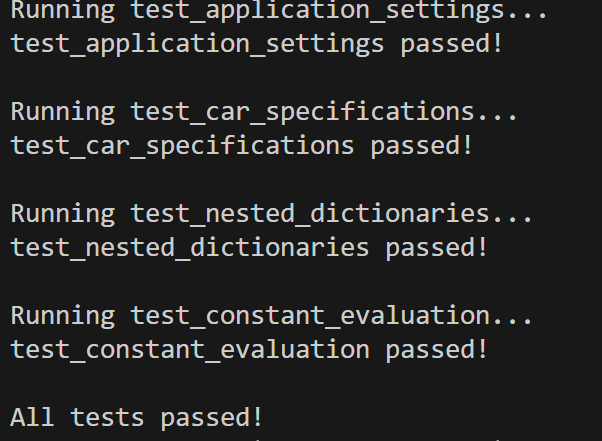 Running test_application_settings...
test_application_settings passed!
Running test_car_specifications...
test_car_specifications passed!
Running test_nested_dictionaries...
test_nested_dictionaries passed!
Running test_constant_evaluation...
test_constant_evaluation passed!
All tests passed!